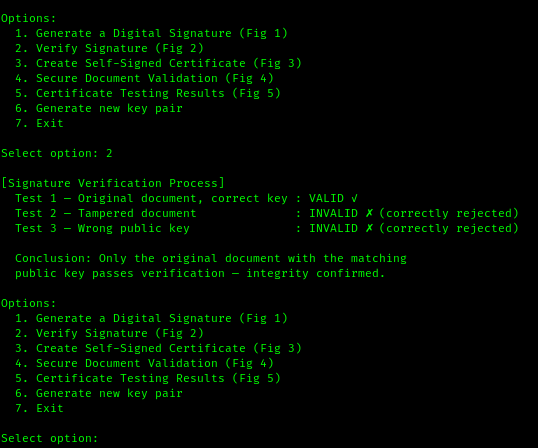 Options:
  1. Generate a Digital Signature (Fig 1)
  2. Verify Signature (Fig 2)
  3. Create Self-Signed Certificate (Fig 3)
  4. Secure Document Validation (Fig 4)
  5. Certificate Testing Results (Fig 5)
  6. Generate new key pair
  7. Exit

Select option: 2

[Signature Verification Process]
  Test 1 — Original document, correct key : VALID ✓
  Test 2 — Tampered document              : INVALID ✗ (correctly rejected)
  Test 3 — Wrong public key               : INVALID ✗ (correctly rejected)

  Conclusion: Only the original document with the matching
  public key passes verification — integrity confirmed.

Options:
  1. Generate a Digital Signature (Fig 1)
  2. Verify Signature (Fig 2)
  3. Create Self-Signed Certificate (Fig 3)
  4. Secure Document Validation (Fig 4)
  5. Certificate Testing Results (Fig 5)
  6. Generate new key pair
  7. Exit

Select option: